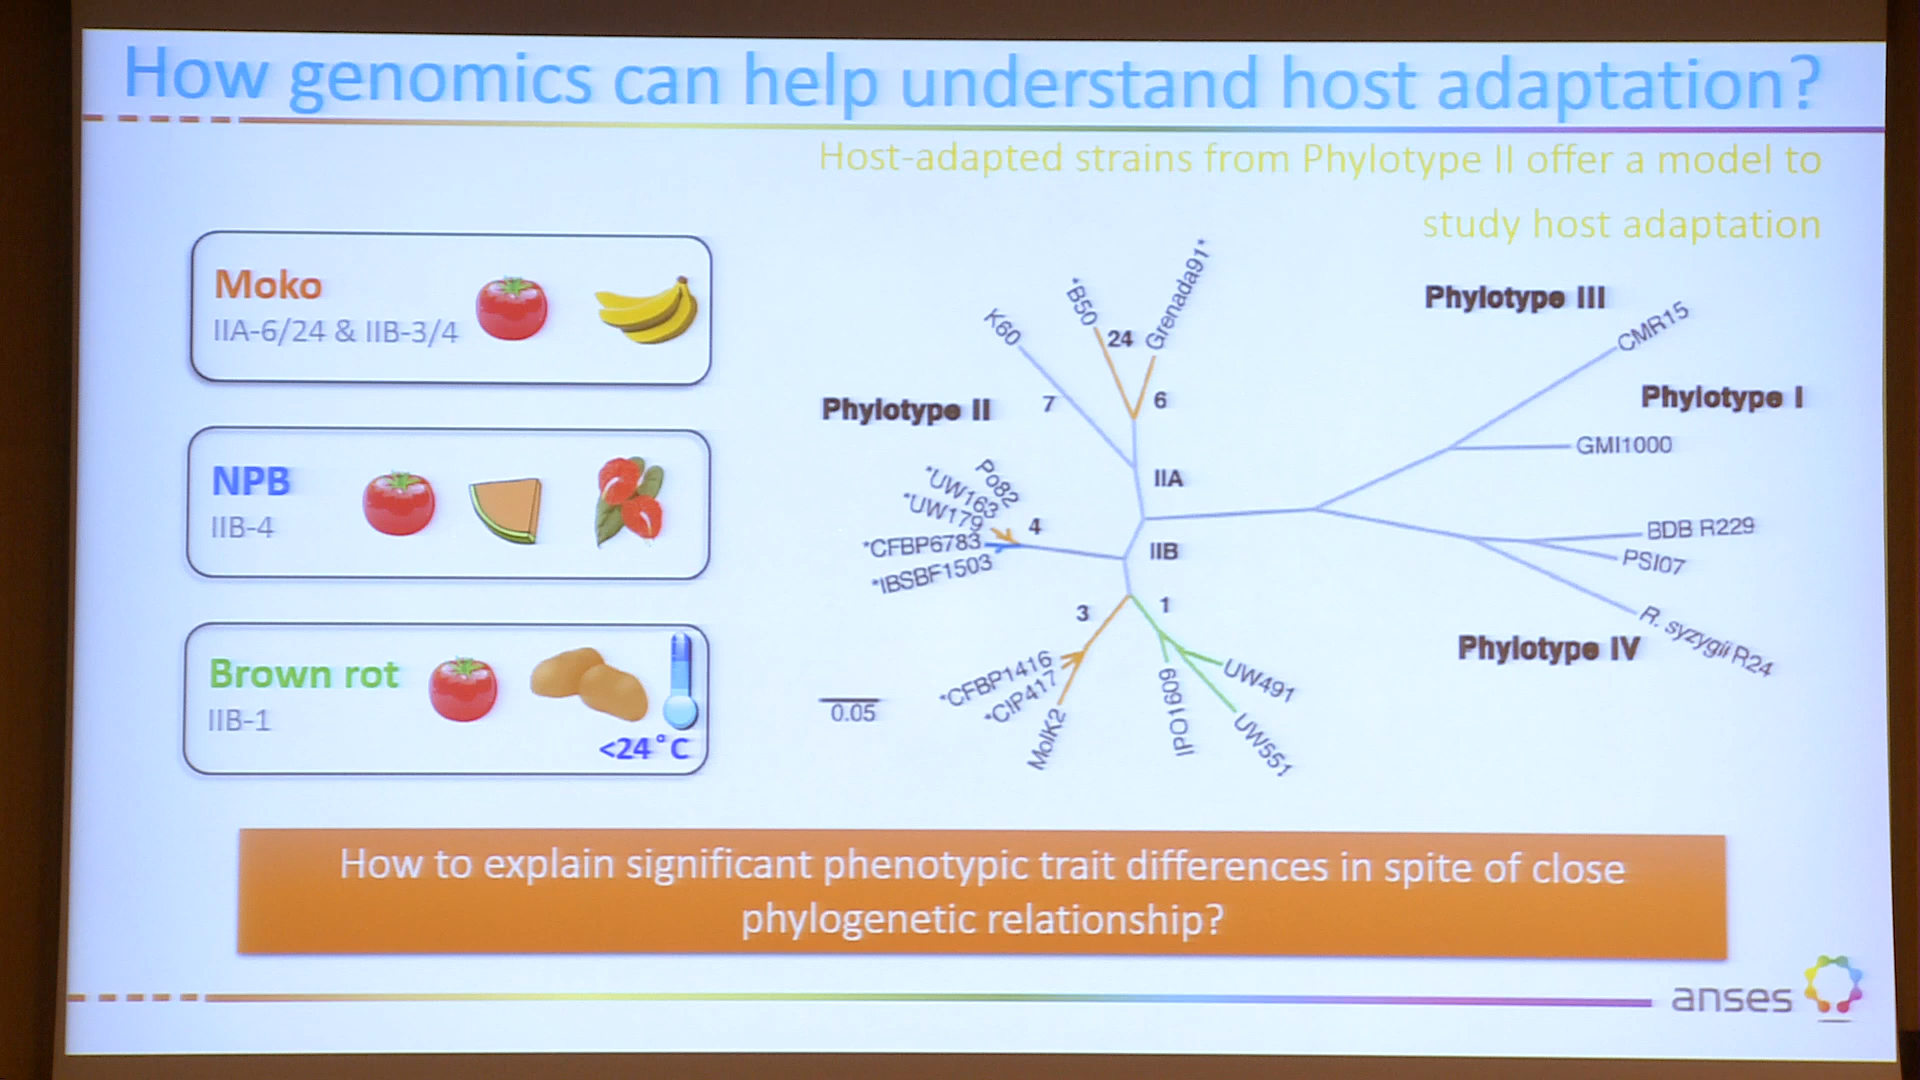 How genomics can help understand host adaptation?
Host-adapted strains from Phylotype II offer a model to
study host adaptation
Moko
IIA-6/24 & IIB-3/4
NPB
IIB-4
Brown rot
IIB-1
<24°C
Phylotype II
Phylotype III
Phylotype I
Phylotype IV
K60
*B50
Grenada91*
24
7
6
IIA
CMR15
GMI1000
BDB R229
PSI07
R. syzygii R24
Po82
*UW163
*UW179
*CFBP6783
*IBSBF1503
4
IIB
3
1
*CFBP1416
*CIP417
MolK2
IPO1609
UW491
UW551
0.05
How to explain significant phenotypic trait differences in spite of close
phylogenetic relationship?
anses